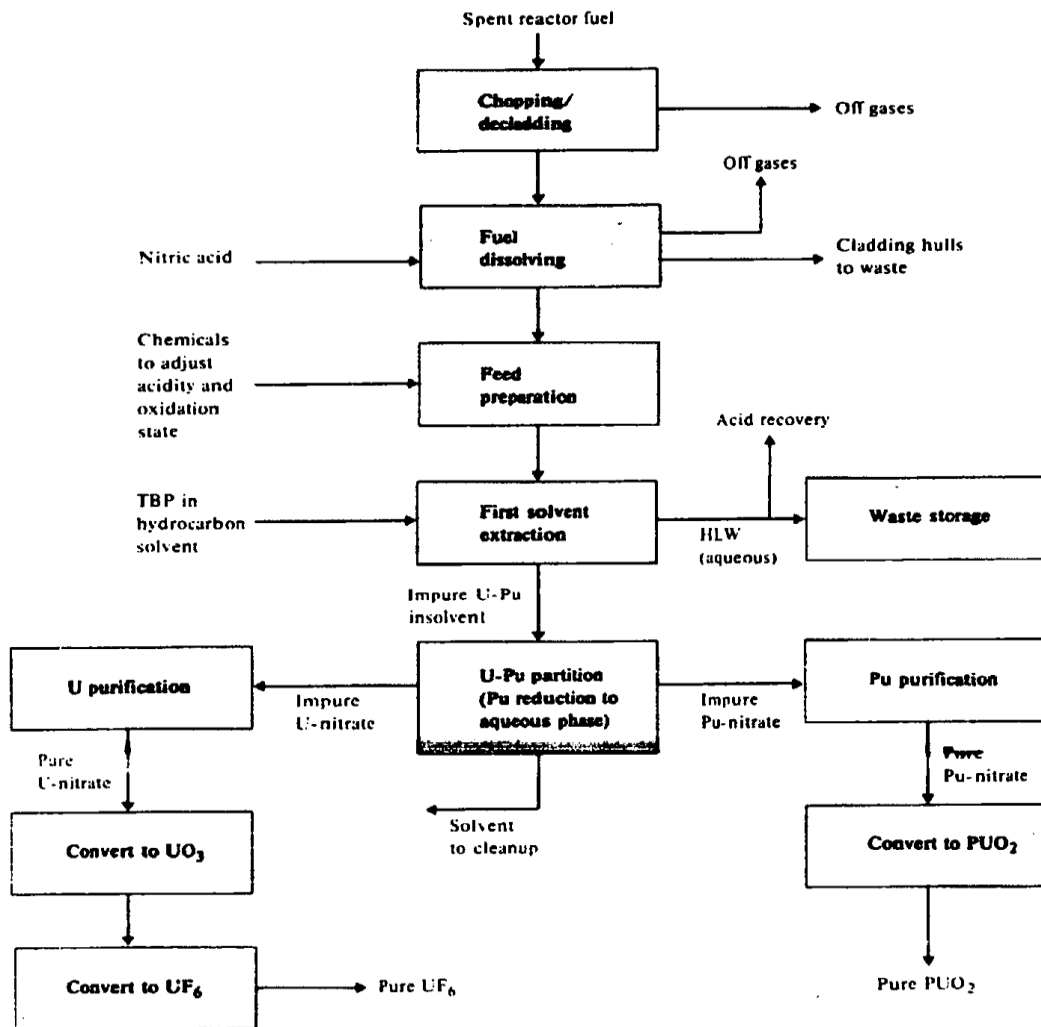 Spent reactor fuel
Chopping/
decladding
Off gases
Off gases
Nitric acid
Fuel
dissolving
Cladding hulls
to waste
Chemicals
to adjust
acidity and
oxidation
state
Feed
preparation
Acid recovery
TBP in
hydrocarbon
solvent
First solvent
extraction
HLW
(aqueous)
Waste storage
Impure U-Pu
insolvent
U purification
Impure
U-nitrate
U-Pu partition
(Pu reduction to
aqueous phase)
Impure
Pu-nitrate
Pu purification
Pure
U-nitrate
Pure
Pu-nitrate
Solvent
to cleanup
Convert to UO₃
Convert to PUO₂
Convert to UF₆
Pure UF₆
Pure PUO₂